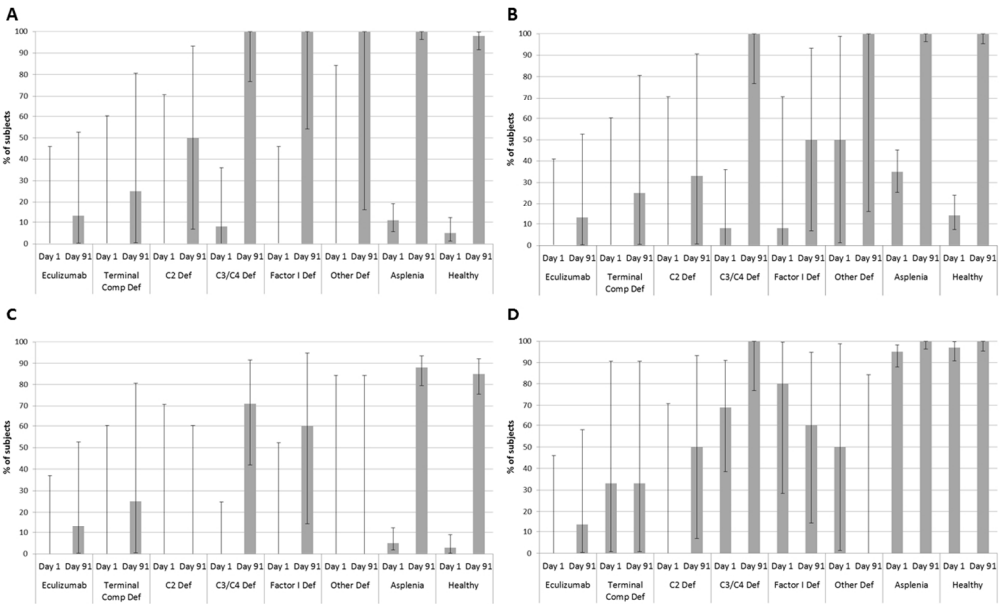 A
% of subjects
100
90
80
70
60
50
40
30
20
10
0
Day 1 Day 91 Day 1 Day 91 Day 1 Day 91 Day 1 Day 91 Day 1 Day 91 Day 1 Day 91 Day 1 Day 91 Day 1 Day 91
Eculizumab Terminal C2 Def C3/C4 Def Factor I Def Other Def Asplenia Healthy
Comp Def
B
% of subjects
100
90
80
70
60
50
40
30
20
10
0
Day 1 Day 91 Day 1 Day 91 Day 1 Day 91 Day 1 Day 91 Day 1 Day 91 Day 1 Day 91 Day 1 Day 91 Day 1 Day 91
Eculizumab Terminal C2 Def C3/C4 Def Factor I Def Other Def Asplenia Healthy
Comp Def
C
% of subjects
100
90
80
70
60
50
40
30
20
10
0
Day 1 Day 91 Day 1 Day 91 Day 1 Day 91 Day 1 Day 91 Day 1 Day 91 Day 1 Day 91 Day 1 Day 91 Day 1 Day 91
Eculizumab Terminal C2 Def C3/C4 Def Factor I Def Other Def Asplenia Healthy
Comp Def
D
% of subjects
100
90
80
70
60
50
40
30
20
10
0
Day 1 Day 91 Day 1 Day 91 Day 1 Day 91 Day 1 Day 91 Day 1 Day 91 Day 1 Day 91 Day 1 Day 91 Day 1 Day 91
Eculizumab Terminal C2 Def C3/C4 Def Factor I Def Other Def Asplenia Healthy
Comp Def